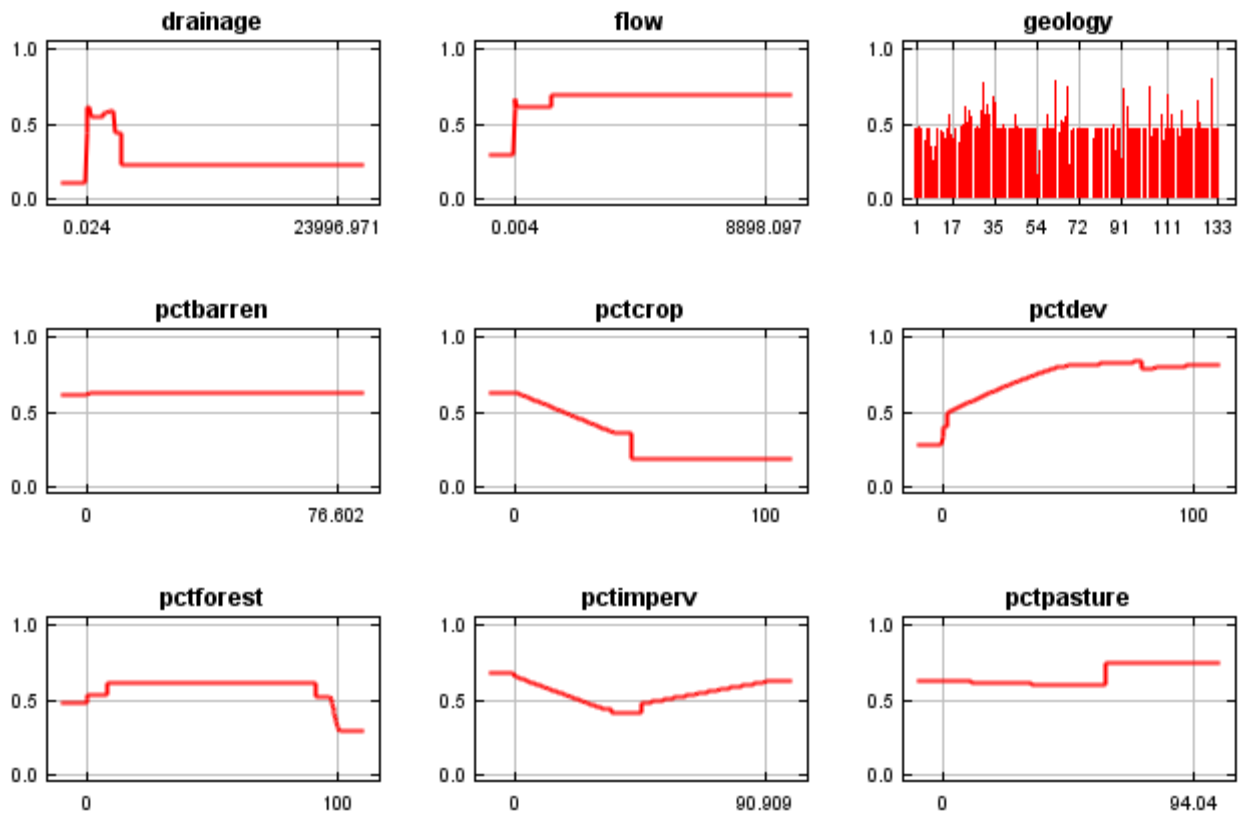 drainage flow geology
1.0 1.0 1.0
0.5 0.5 0.5
0.0 0.0 0.0
0.024 23996.971 0.004 8898.097 1 17 35 54 72 91 111 133
pctbarren pctcrop pctdev
1.0 1.0 1.0
0.5 0.5 0.5
0.0 0.0 0.0
0 76.602 0 100 0 100
pctforest pctimperv pctpasture
1.0 1.0 1.0
0.5 0.5 0.5
0.0 0.0 0.0
0 100 0 90.909 0 94.04